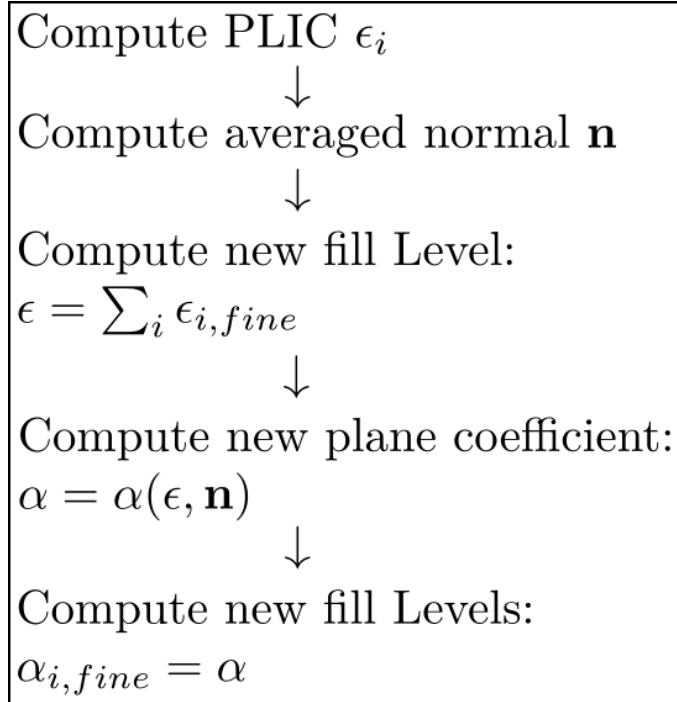 Compute PLIC ϵ_i
↓
Compute averaged normal n
↓
Compute new fill Level:
ϵ = ∑_i ϵ_{i,fine}
↓
Compute new plane coefficient:
α = α(ϵ, n)
↓
Compute new fill Levels:
α_{i,fine} = α